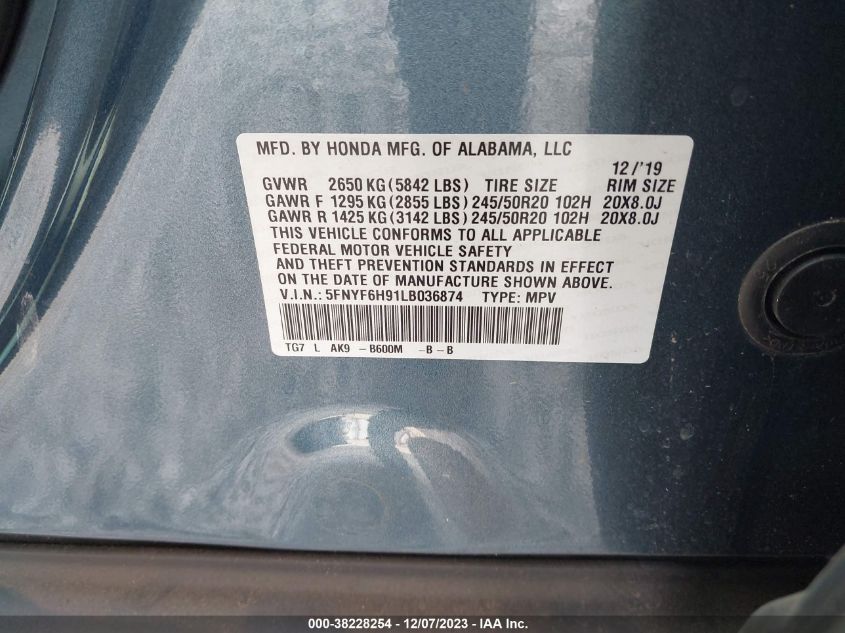 MFD. BY HONDA MFG. OF ALABAMA, LLC
12/'19
GVWR 2650 KG (5842 LBS) TIRE SIZE RIM SIZE
GAWR F 1295 KG (2855 LBS) 245/50R20 102H 20X8.0J
GAWR R 1425 KG (3142 LBS) 245/50R20 102H 20X8.0J
THIS VEHICLE CONFORMS TO ALL APPLICABLE
FEDERAL MOTOR VEHICLE SAFETY
AND THEFT PREVENTION STANDARDS IN EFFECT
ON THE DATE OF MANUFACTURE SHOWN ABOVE.
V.I.N.: 5FNYF6H91LB036874 TYPE: MPV
TG7 L AK9 -B600M -B-B
000-38228254 - 12/07/2023 - IAA Inc.